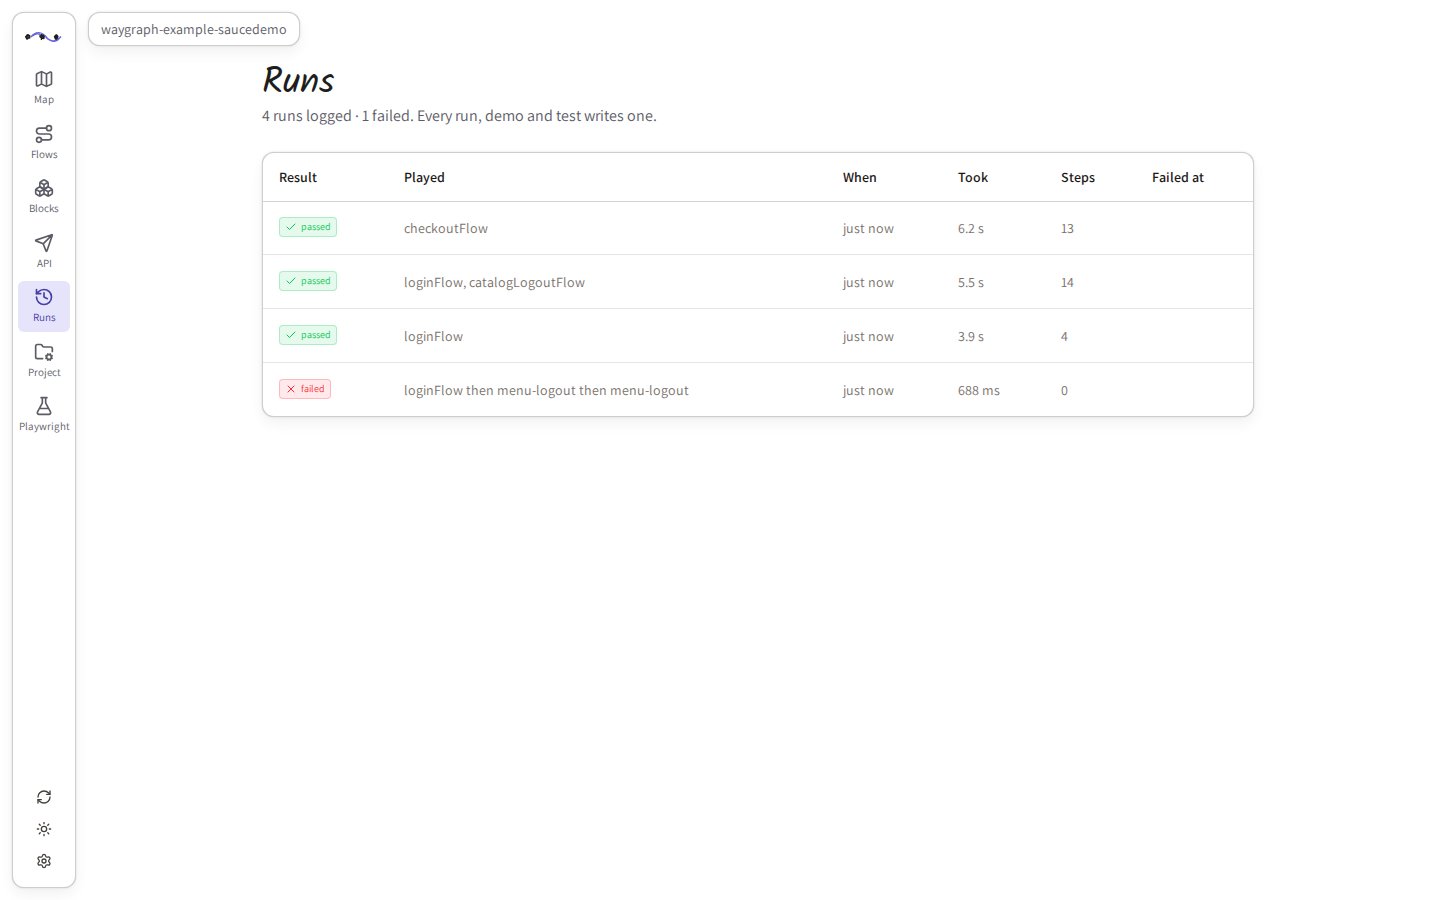 waygraph-example-saucedemo
Map
Flows
Blocks
API
Runs
Project
Playwright
Runs
4 runs logged · 1 failed. Every run, demo and test writes one.
Result Played When Took Steps Failed at
passed checkoutFlow just now 6.2 s 13
passed loginFlow, catalogLogoutFlow just now 5.5 s 14
passed loginFlow just now 3.9 s 4
failed loginFlow then menu-logout then menu-logout just now 688 ms 0